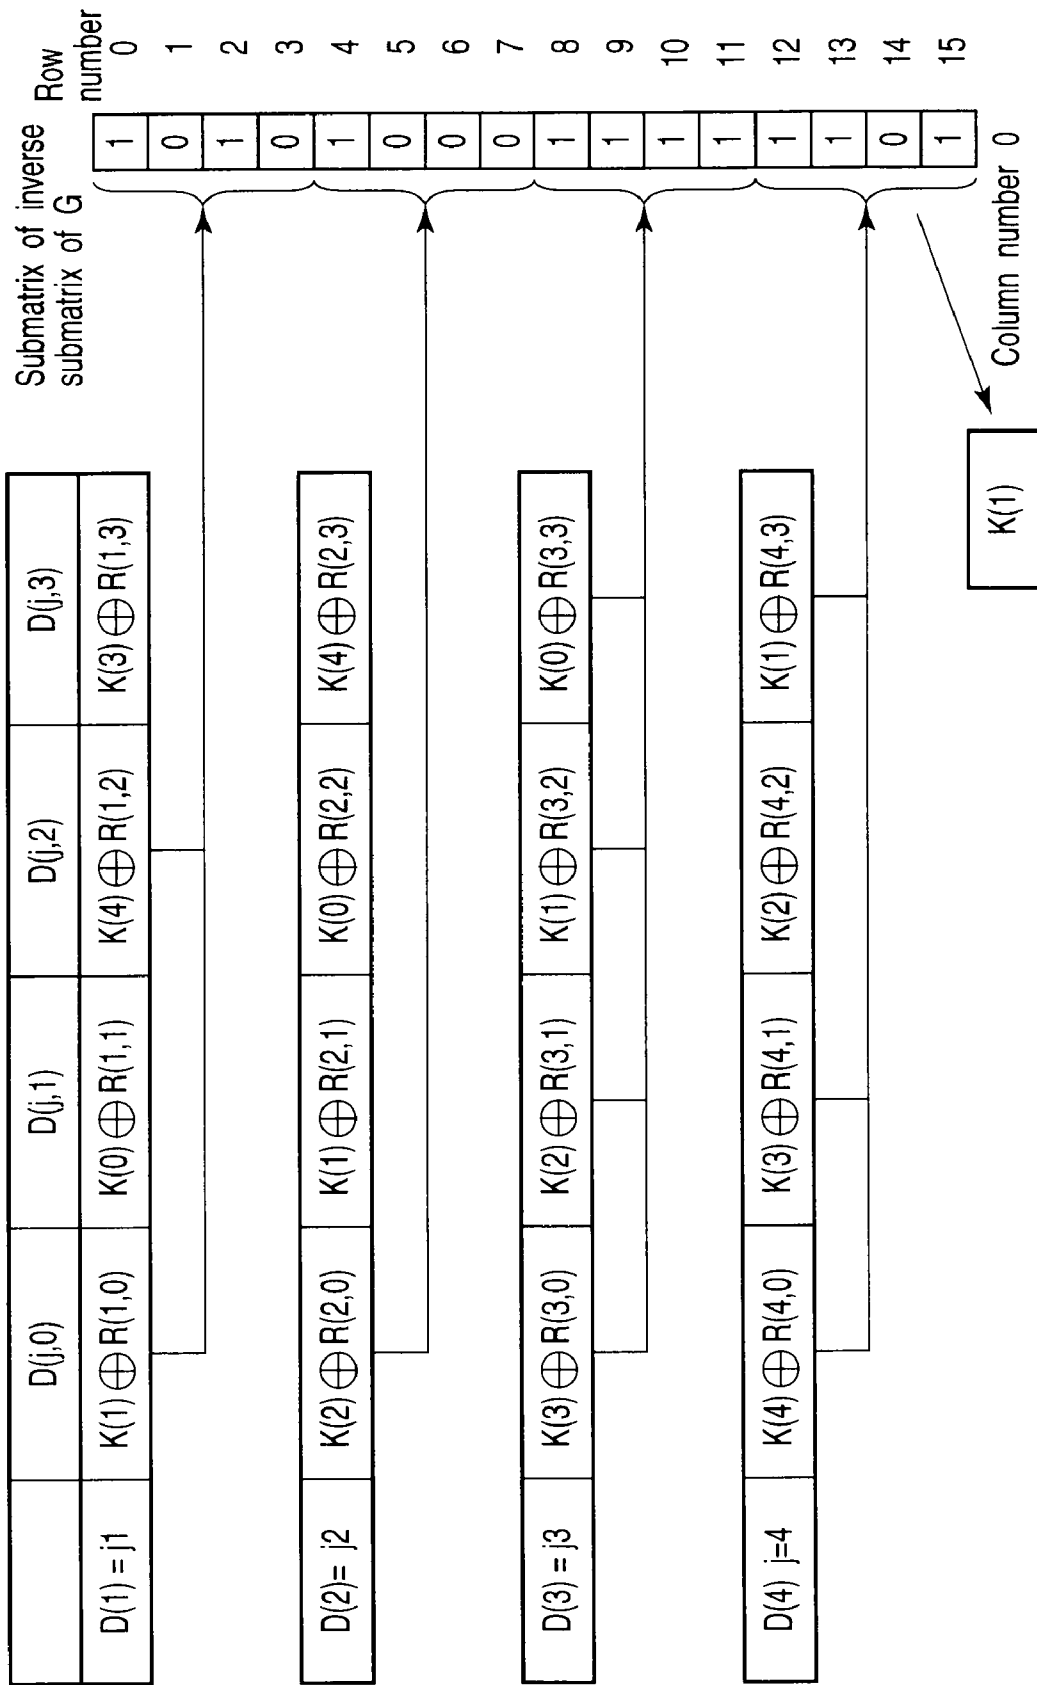 Submatrix of inverse
submatrix of G
Row
number
D(j,0) D(j,1) D(j,2) D(j,3)
D(1) = j1 K(1)⊕R(1,0) K(0)⊕R(1,1) K(4)⊕R(1,2) K(3)⊕R(1,3)
D(2)= j2 K(2)⊕R(2,0) K(1)⊕R(2,1) K(0)⊕R(2,2) K(4)⊕R(2,3)
D(3) = j3 K(3)⊕R(3,0) K(2)⊕R(3,1) K(1)⊕R(3,2) K(0)⊕R(3,3)
D(4) j=4 K(4)⊕R(4,0) K(3)⊕R(4,1) K(2)⊕R(4,2) K(1)⊕R(4,3)
1 0
0 1
1 2
0 3
1 4
0 5
0 6
0 7
1 8
1 9
1 10
1 11
1 12
1 13
0 14
1 15
Column number 0
K(1)